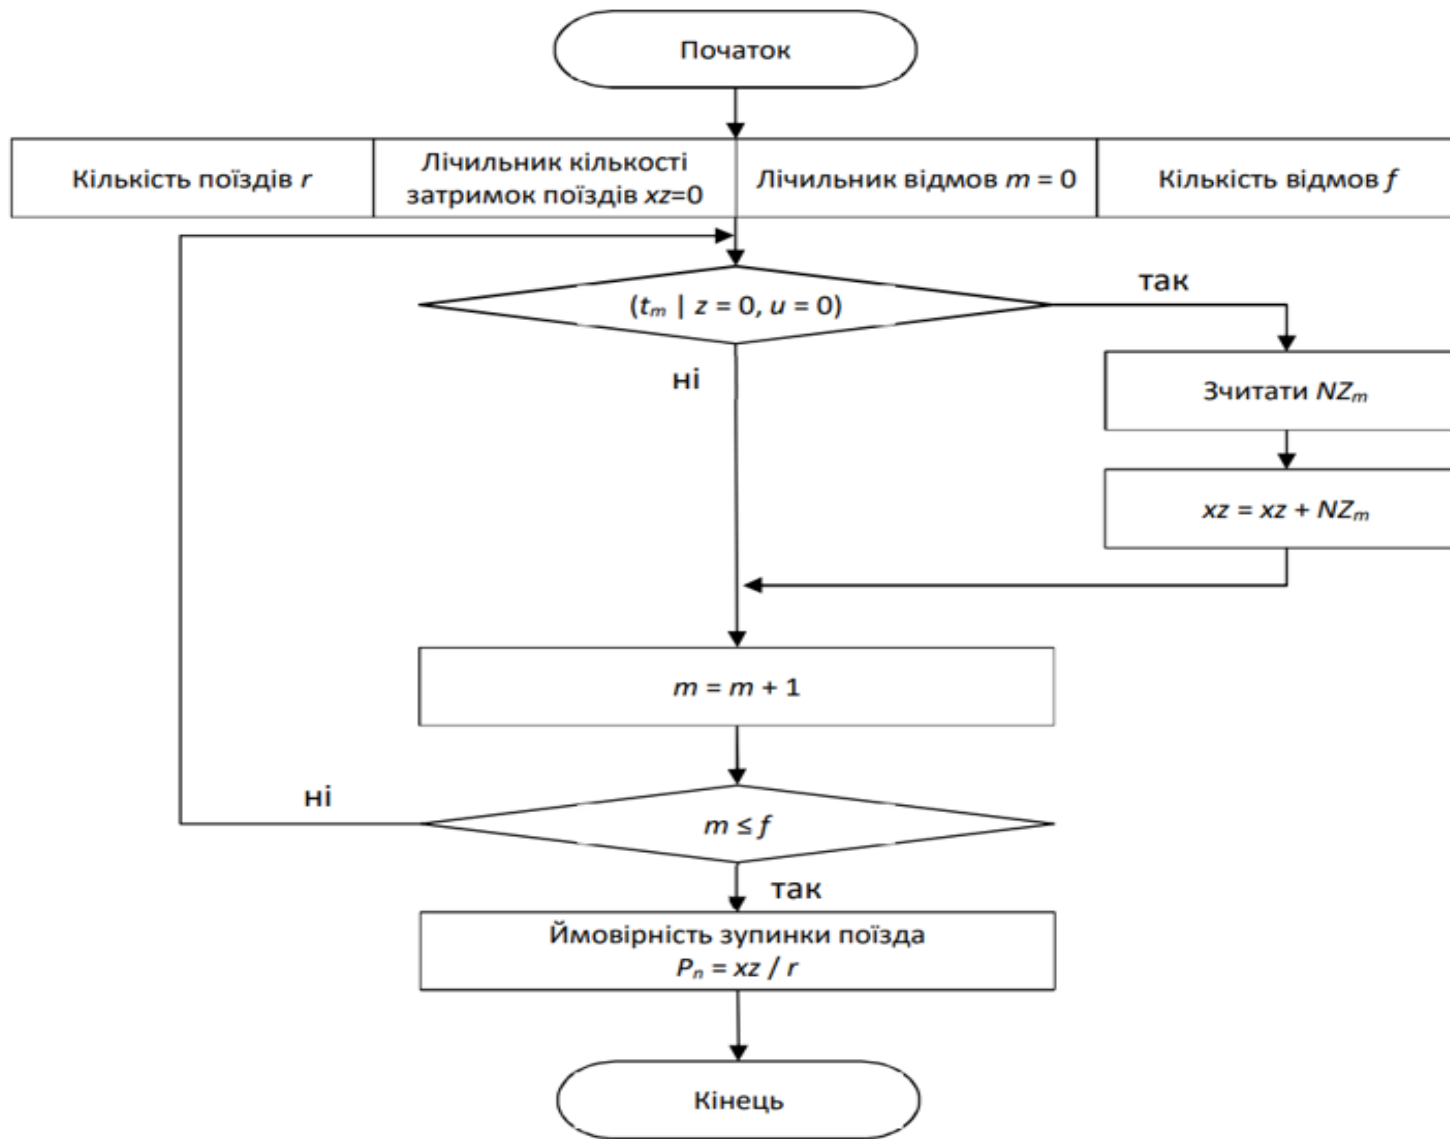 Початок
Кількість поїздів r
Лічильник кількості
затримок поїздів xz=0
Лічильник відмов m = 0
Кількість відмов f
(tₘ | z = 0, u = 0)
так
ні
Зчитати NZₘ
xz = xz + NZₘ
m = m + 1
ні
m ≤ f
так
Ймовірність зупинки поїзда
Pₙ = xz / r
Кінець